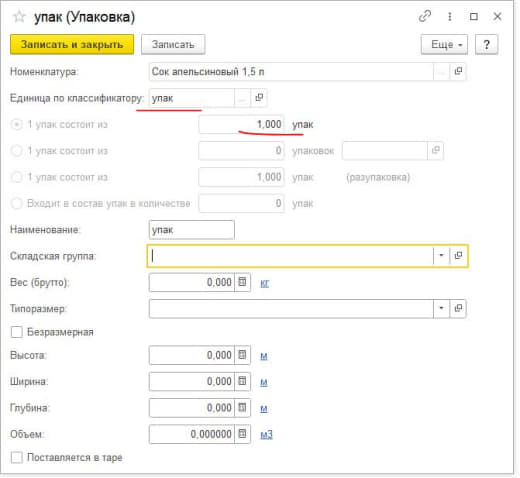 упак (Упаковка)
Записать и закрыть Записать Еще ?
Номенклатура: Сок апельсиновый 1,5 л ...
Единица по классификатору: упак ...
1 упак состоит из 1,000 упак
1 упак состоит из 0 упаковок
1 упак состоит из 1,000 упак (разупаковка)
Входит в состав упак в количестве 0 упак
Наименование: упак
Складская группа:
Вес (брутто): 0,000 кг
Типоразмер:
Безразмерная
Высота: 0,000 м
Ширина: 0,000 м
Глубина: 0,000 м
Объем: 0,000000 м3
Поставляется в таре